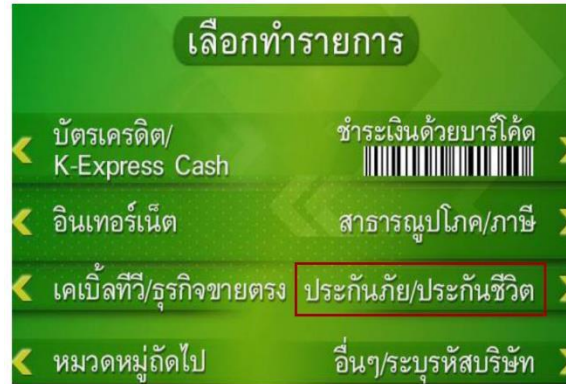 เลือกทำรายการ
บัตรเครดิต/
K-Express Cash
ชำระเงินด้วยบาร์โค้ด
อินเทอร์เน็ต
สาธารณูปโภค/ภาษี
เคเบิ้ลทีวี/ธุรกิจขายตรง
ประกันภัย/ประกันชีวิต
หมวดหมู่ถัดไป
อื่นๆ/ระบุรหัสบริษัท